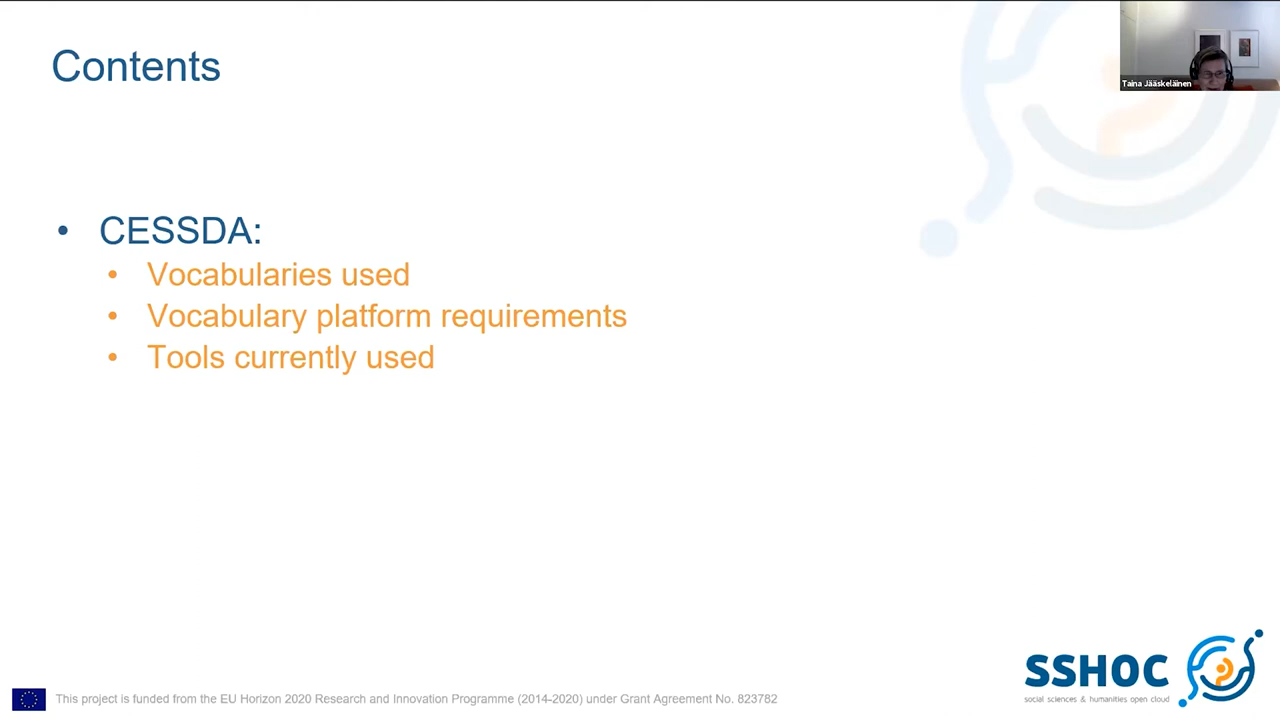 Contents
Taina Jääskeläinen
• CESSDA:
• Vocabularies used
• Vocabulary platform requirements
• Tools currently used
SSHOC
social sciences & humanities open cloud
This project is funded from the EU Horizon 2020 Research and Innovation Programme (2014-2020) under Grant Agreement No. 823782